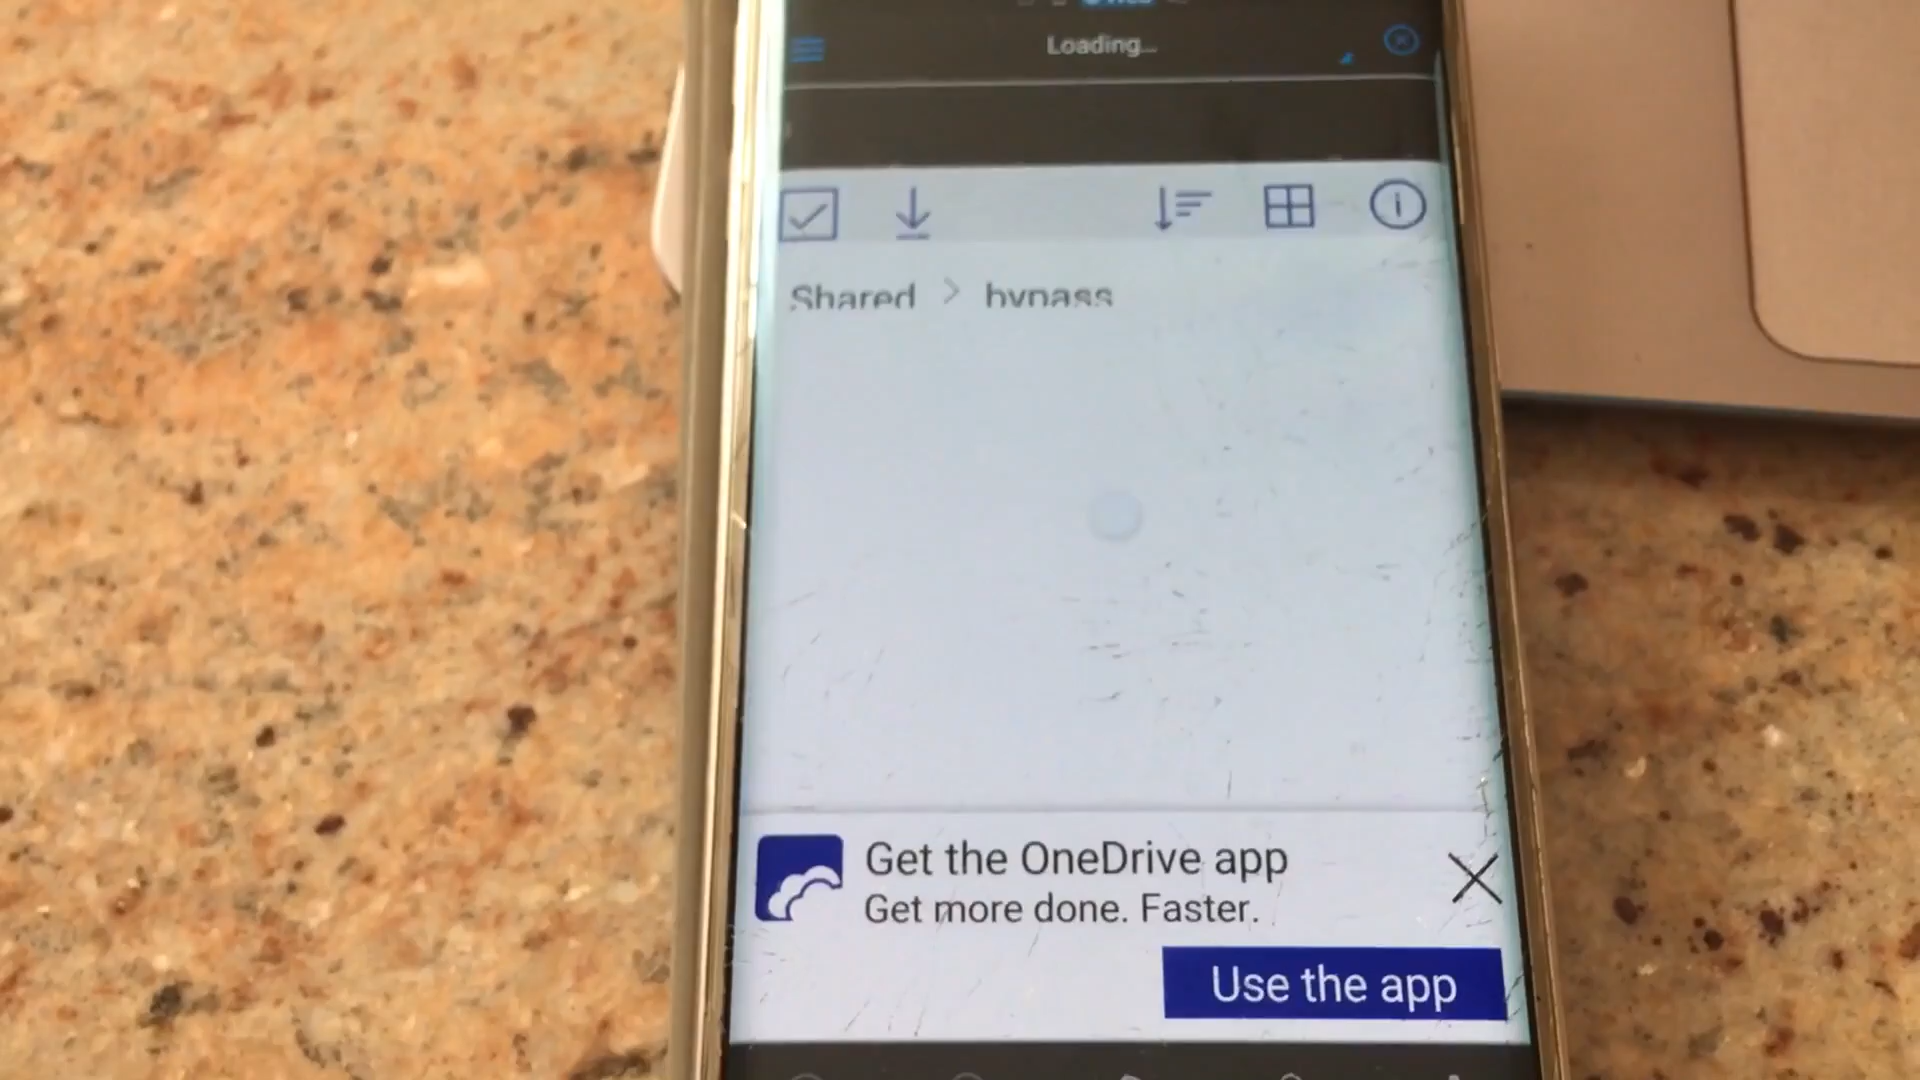 Loading...
Shared > bypass
Get the OneDrive app
Get more done. Faster.
Use the app